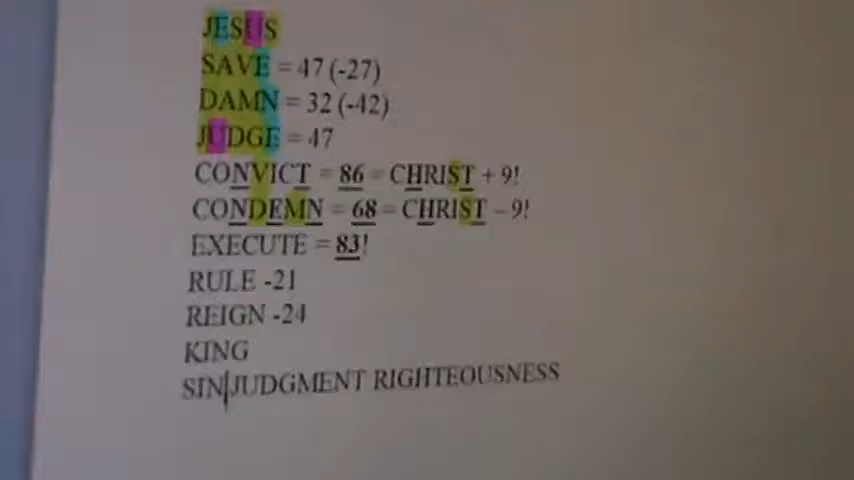 JESUS
SAVE = 47 (-27)
DAMN = 32 (-42)
JUDGE = 47
CONVICT = 86 = CHRIST + 9!
CONDEMN = 68 = CHRIST – 9!
EXECUTE = 83!
RULE -21
REIGN -24
KING
SIN JUDGMENT RIGHTEOUSNESS